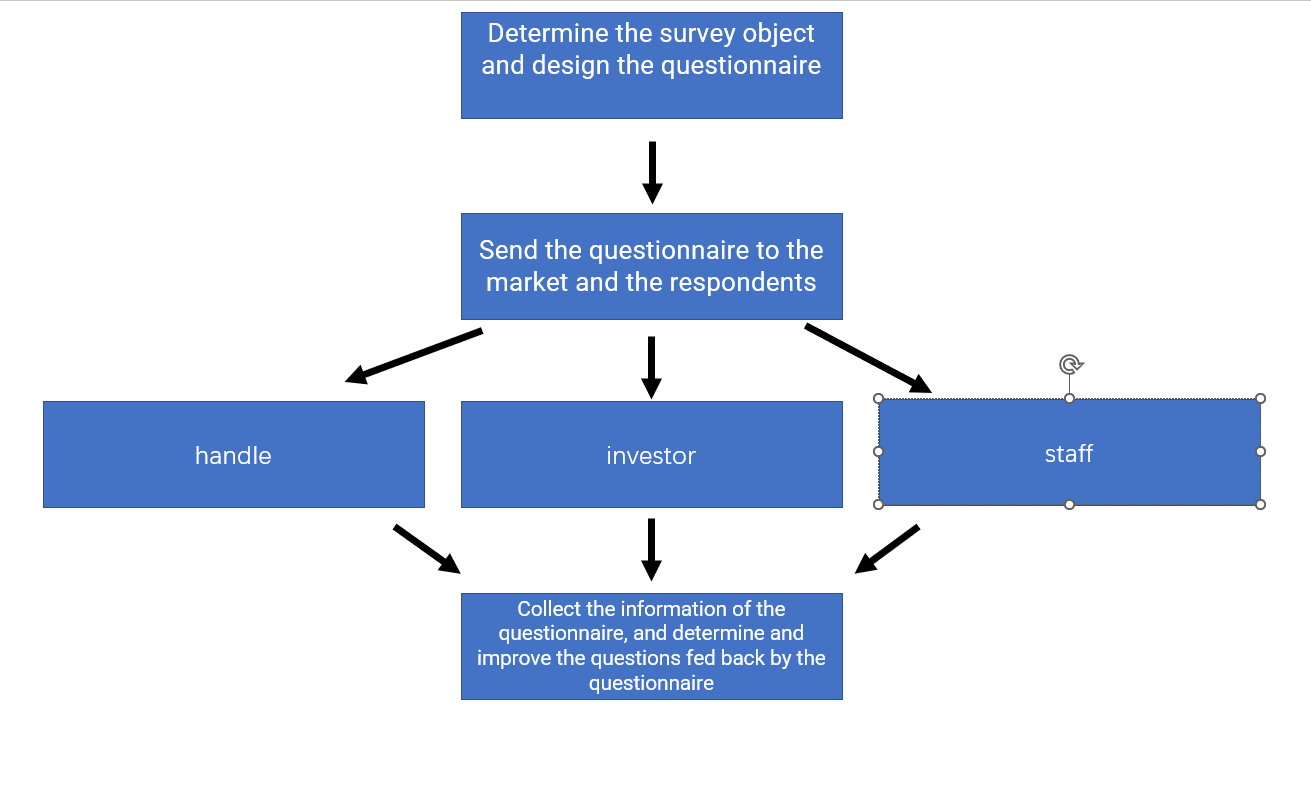 Determine the survey object
and design the questionnaire
Send the questionnaire to the
market and the respondents
handle
investor
staff
Collect the information of the
questionnaire, and determine and
improve the questions fed back by the
questionnaire